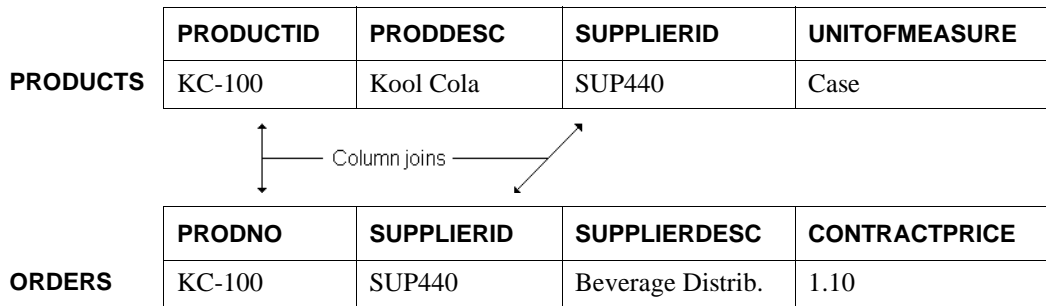 PRODUCTID PRODDESC SUPPLIERID UNITOFMEASURE
PRODUCTS KC-100 Kool Cola SUP440 Case
Column joins
PRODNO SUPPLIERID SUPPLIERDESC CONTRACTPRICE
ORDERS KC-100 SUP440 Beverage Distrib. 1.10